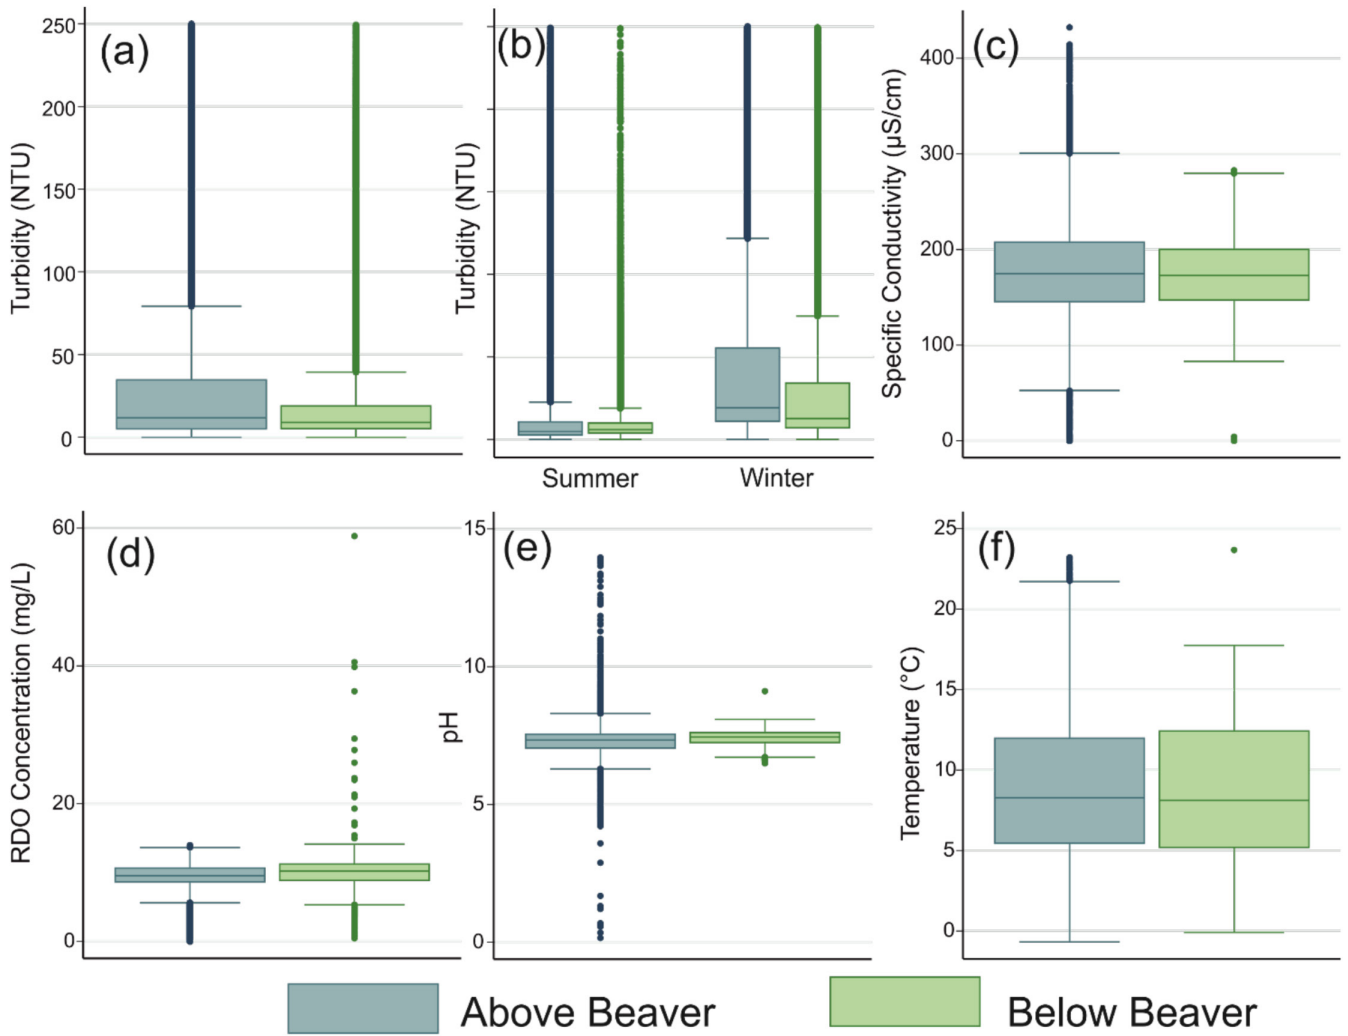 (a)
Turbidity (NTU)
250
200
150
100
50
0
(b)
Turbidity (NTU)
Summer
Winter
(c)
Specific Conductivity (µS/cm)
400
300
200
100
0
(d)
RDO Concentration (mg/L)
60
40
20
0
(e)
pH
15
10
5
0
(f)
Temperature (°C)
25
20
15
10
5
0
Above Beaver
Below Beaver